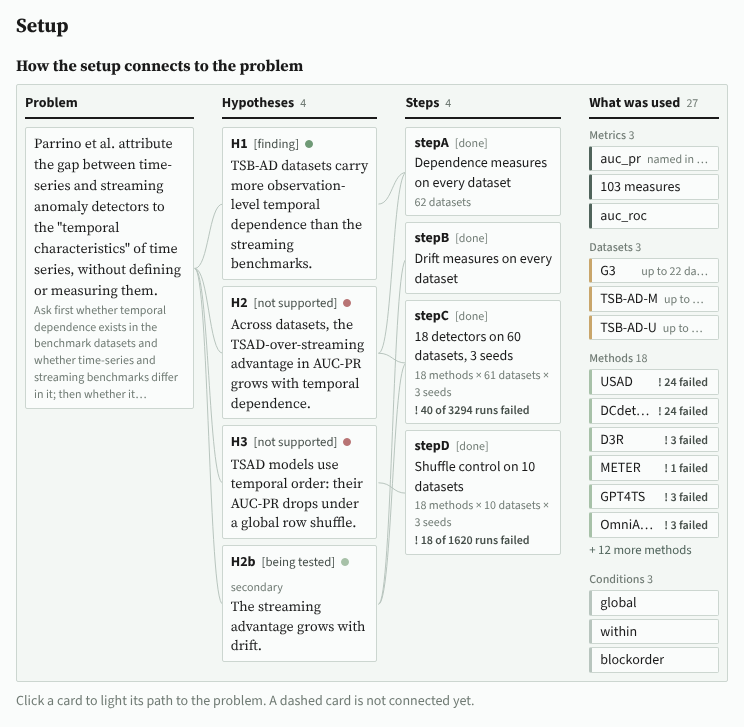 Setup
How the setup connects to the problem
Problem
Parrino et al. attribute
the gap between time-
series and streaming
anomaly detectors to
the "temporal
characteristics" of time
series, without defining
or measuring them.
Ask first whether temporal
dependence exists in the
benchmark datasets and
whether time-series and
streaming benchmarks differ
in it; then whether it…
Hypotheses 4
H1 [finding]
TSB-AD datasets carry
more observation-
level temporal
dependence than the
streaming
benchmarks.
H2 [not supported]
Across datasets, the
TSAD-over-streaming
advantage in AUC-PR
grows with temporal
dependence.
H3 [not supported]
TSAD models use
temporal order: their
AUC-PR drops under
a global row shuffle.
H2b [being tested]
secondary
The streaming
advantage grows with
drift.
Steps 4
stepA [done]
Dependence measures
on every dataset
62 datasets
stepB [done]
Drift measures on every
dataset
stepC [done]
18 detectors on 60
datasets, 3 seeds
18 methods × 61 datasets ×
3 seeds
! 40 of 3294 runs failed
stepD [done]
Shuffle control on 10
datasets
18 methods × 10 datasets ×
3 seeds
! 18 of 1620 runs failed
What was used 27
Metrics 3
auc_pr named in …
103 measures
auc_roc
Datasets 3
G3 up to 22 da…
TSB-AD-M up to …
TSB-AD-U up to …
Methods 18
USAD ! 24 failed
DCdet… ! 24 failed
D3R ! 3 failed
METER ! 1 failed
GPT4TS ! 3 failed
OmniA… ! 3 failed
+ 12 more methods
Conditions 3
global
within
blockorder
Click a card to light its path to the problem. A dashed card is not connected yet.